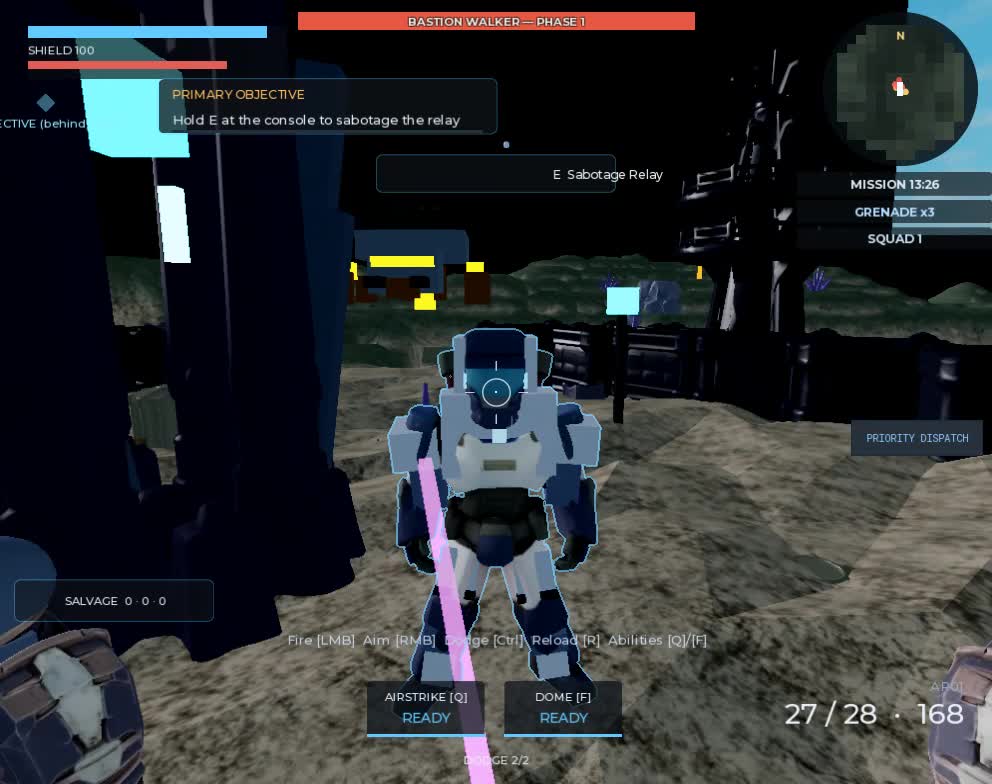 BASTION WALKER — PHASE 1
SHIELD 100
PRIMARY OBJECTIVE
Hold E at the console to sabotage the relay
ECTIVE (behind
E Sabotage Relay
N
MISSION 13:26
GRENADE x3
SQUAD 1
PRIORITY DISPATCH
SALVAGE 0 · 0 · 0
Fire [LMB] Aim [RMB] Dodge [Ctrl] Reload [R] Abilities [Q]/[F]
AIRSTRIKE [Q]
READY
DOME [F]
READY
27 / 28 · 168
DODGE 2/2